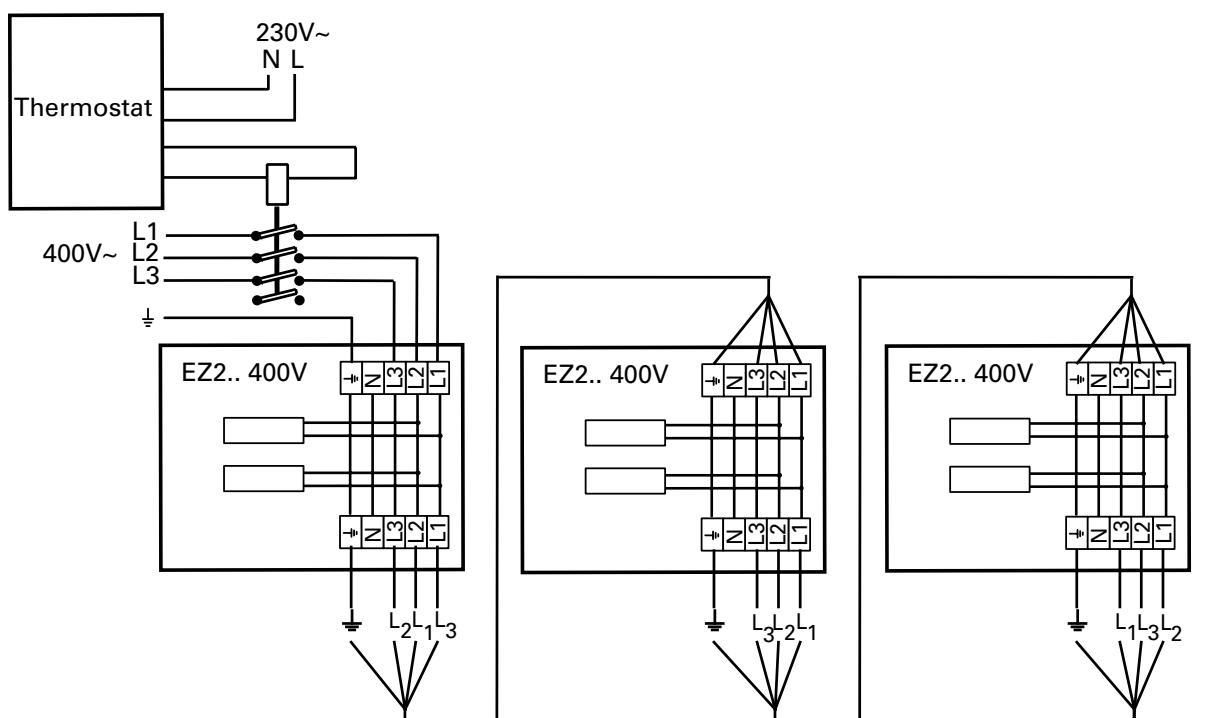 230V~
N L
Thermostat
L1
400V~ L2
L3
EZ2.. 400V
N L3 L2 L1
N L3 L2 L1
L2 L1 L3
EZ2.. 400V
N L3 L2 L1
N L3 L2 L1
L3 L2 L1
EZ2.. 400V
N L3 L2 L1
N L3 L2 L1
L1 L3 L2